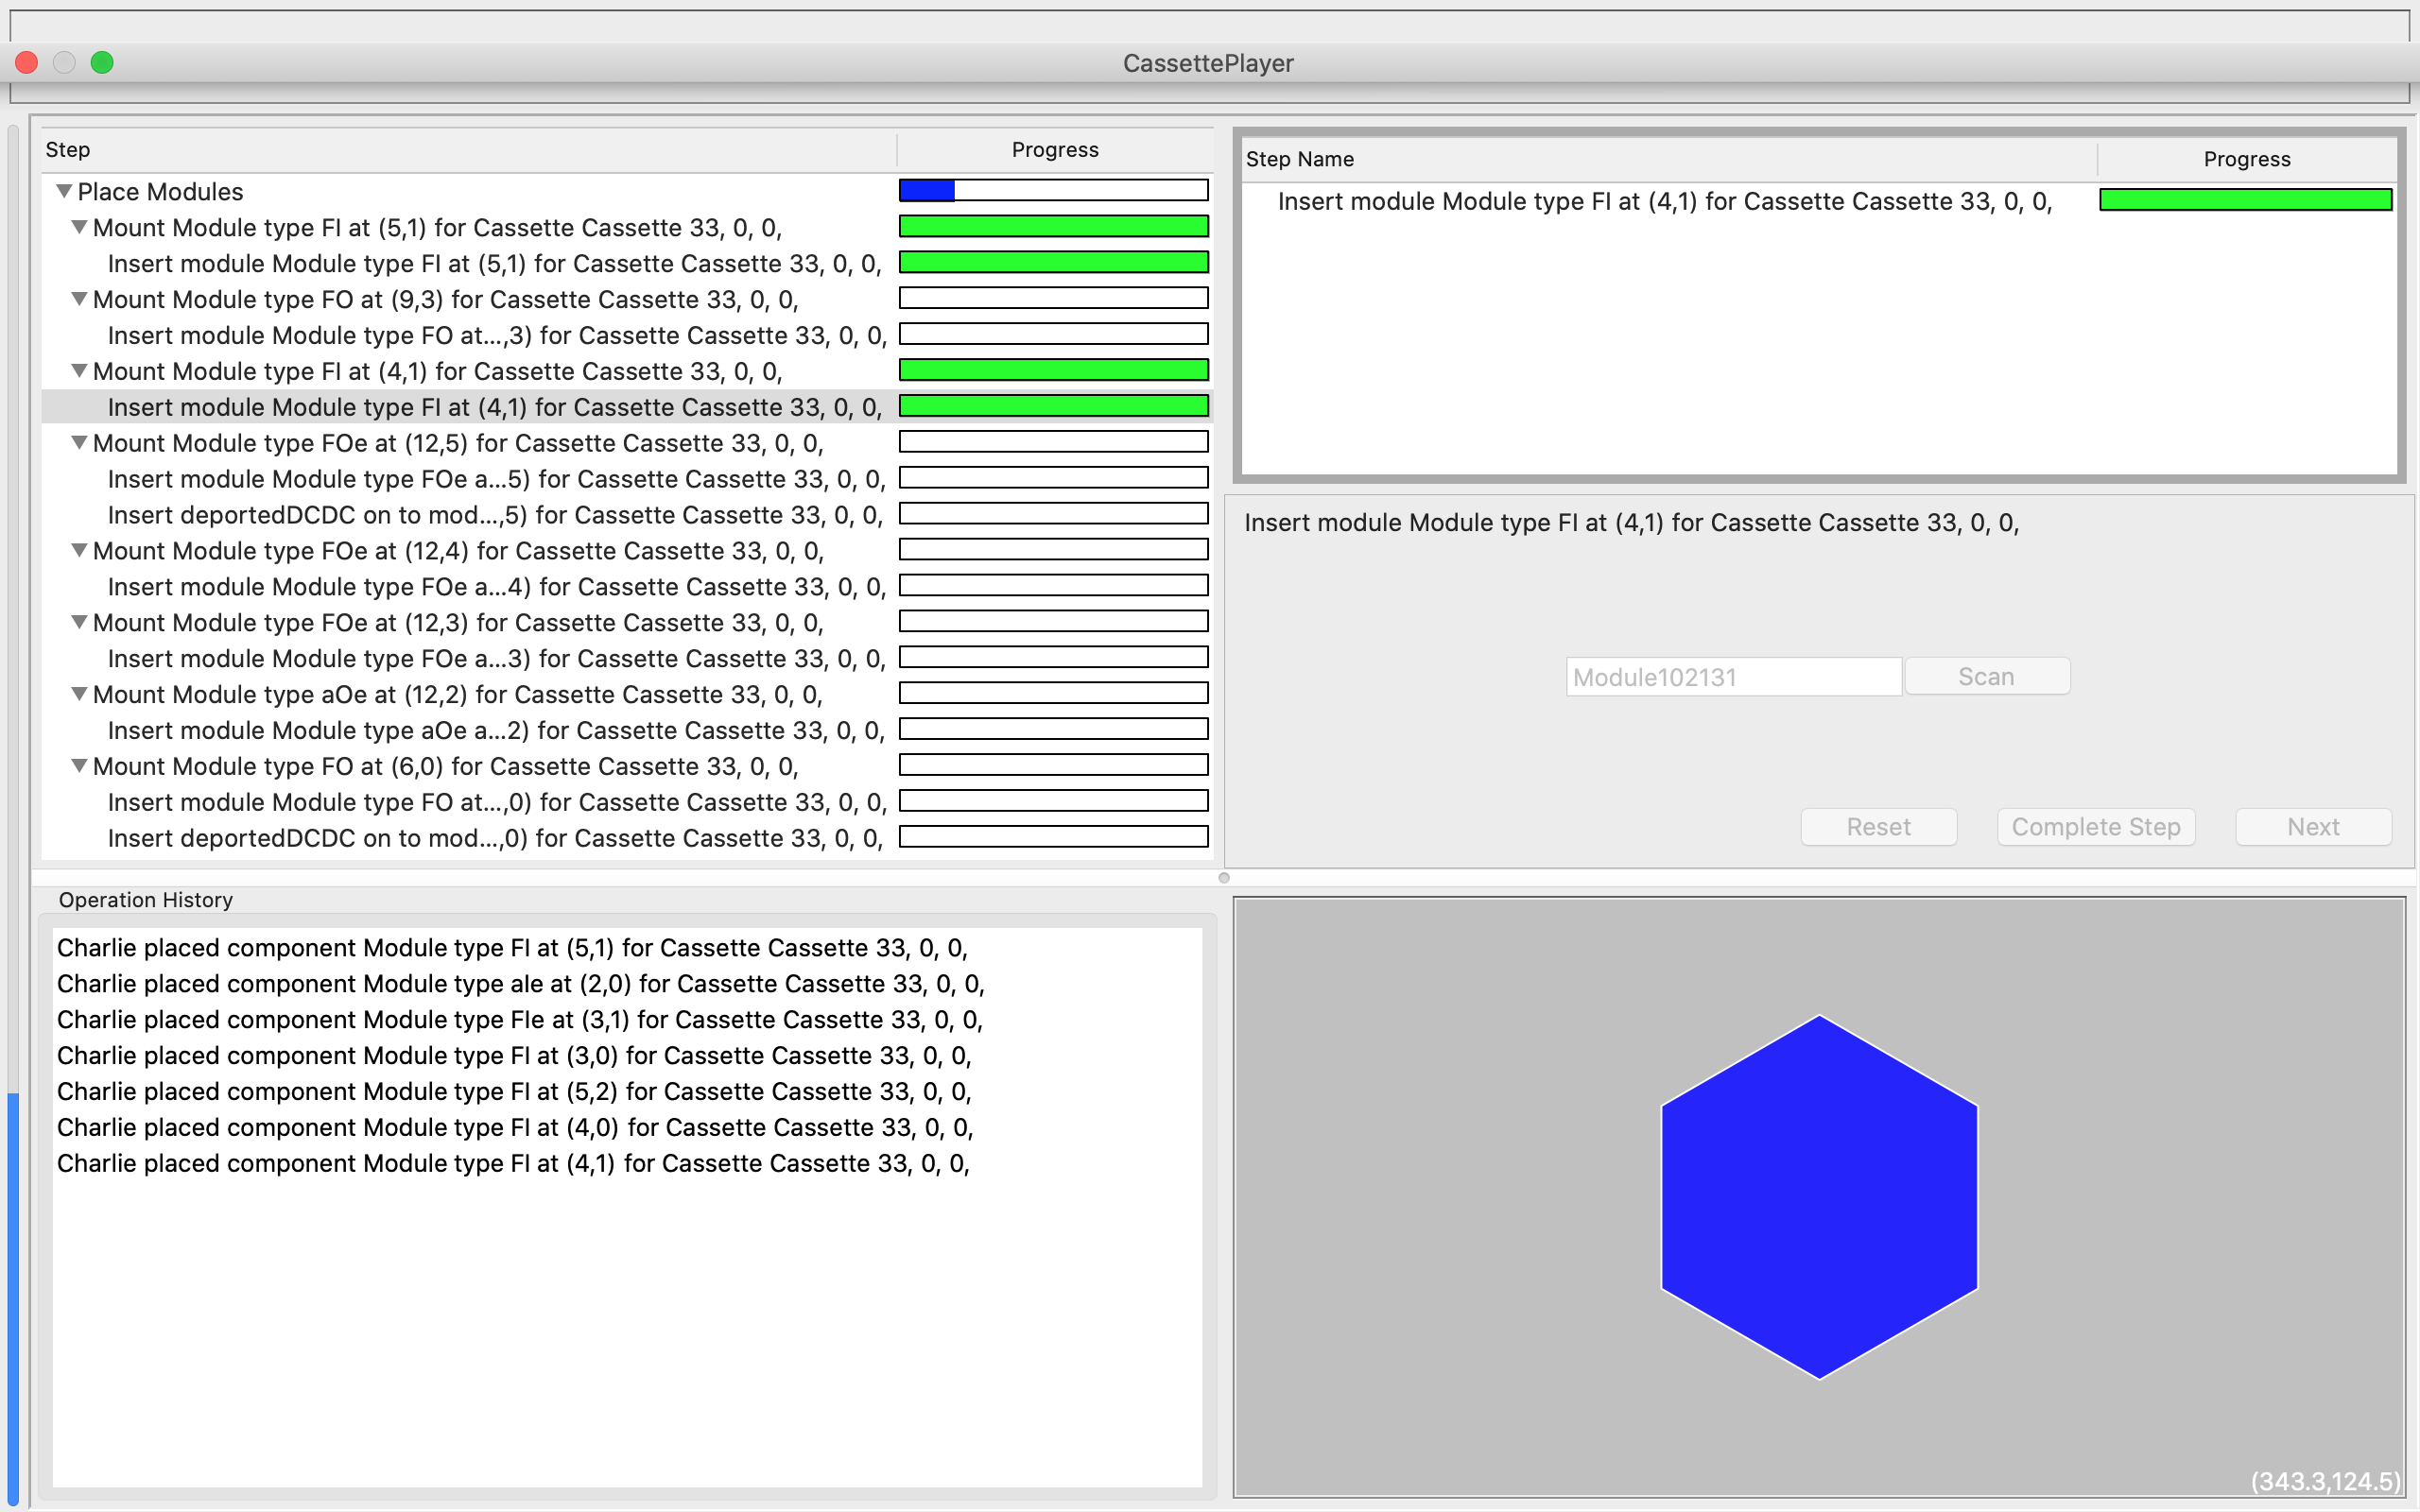 CassettePlayer
Step Progress
Place Modules
Mount Module type FI at (5,1) for Cassette Cassette 33, 0, 0,
Insert module Module type FI at (5,1) for Cassette Cassette 33, 0, 0,
Mount Module type FO at (9,3) for Cassette Cassette 33, 0, 0,
Insert module Module type FO at...,3) for Cassette Cassette 33, 0, 0,
Mount Module type FI at (4,1) for Cassette Cassette 33, 0, 0,
Insert module Module type FI at (4,1) for Cassette Cassette 33, 0, 0,
Mount Module type FOe at (12,5) for Cassette Cassette 33, 0, 0,
Insert module Module type FOe a...5) for Cassette Cassette 33, 0, 0,
Insert deportedDCDC on to mod...,5) for Cassette Cassette 33, 0, 0,
Mount Module type FOe at (12,4) for Cassette Cassette 33, 0, 0,
Insert module Module type FOe a...4) for Cassette Cassette 33, 0, 0,
Mount Module type FOe at (12,3) for Cassette Cassette 33, 0, 0,
Insert module Module type FOe a...3) for Cassette Cassette 33, 0, 0,
Mount Module type aOe at (12,2) for Cassette Cassette 33, 0, 0,
Insert module Module type aOe a...2) for Cassette Cassette 33, 0, 0,
Mount Module type FO at (6,0) for Cassette Cassette 33, 0, 0,
Insert module Module type FO at...,0) for Cassette Cassette 33, 0, 0,
Insert deportedDCDC on to mod...,0) for Cassette Cassette 33, 0, 0,
Step Name Progress
Insert module Module type FI at (4,1) for Cassette Cassette 33, 0, 0,
Insert module Module type FI at (4,1) for Cassette Cassette 33, 0, 0,
Module102131 Scan
Reset Complete Step Next
Operation History
Charlie placed component Module type FI at (5,1) for Cassette Cassette 33, 0, 0,
Charlie placed component Module type aIe at (2,0) for Cassette Cassette 33, 0, 0,
Charlie placed component Module type FIe at (3,1) for Cassette Cassette 33, 0, 0,
Charlie placed component Module type FI at (3,0) for Cassette Cassette 33, 0, 0,
Charlie placed component Module type FI at (5,2) for Cassette Cassette 33, 0, 0,
Charlie placed component Module type FI at (4,0) for Cassette Cassette 33, 0, 0,
Charlie placed component Module type FI at (4,1) for Cassette Cassette 33, 0, 0,
(343.3,124.5)